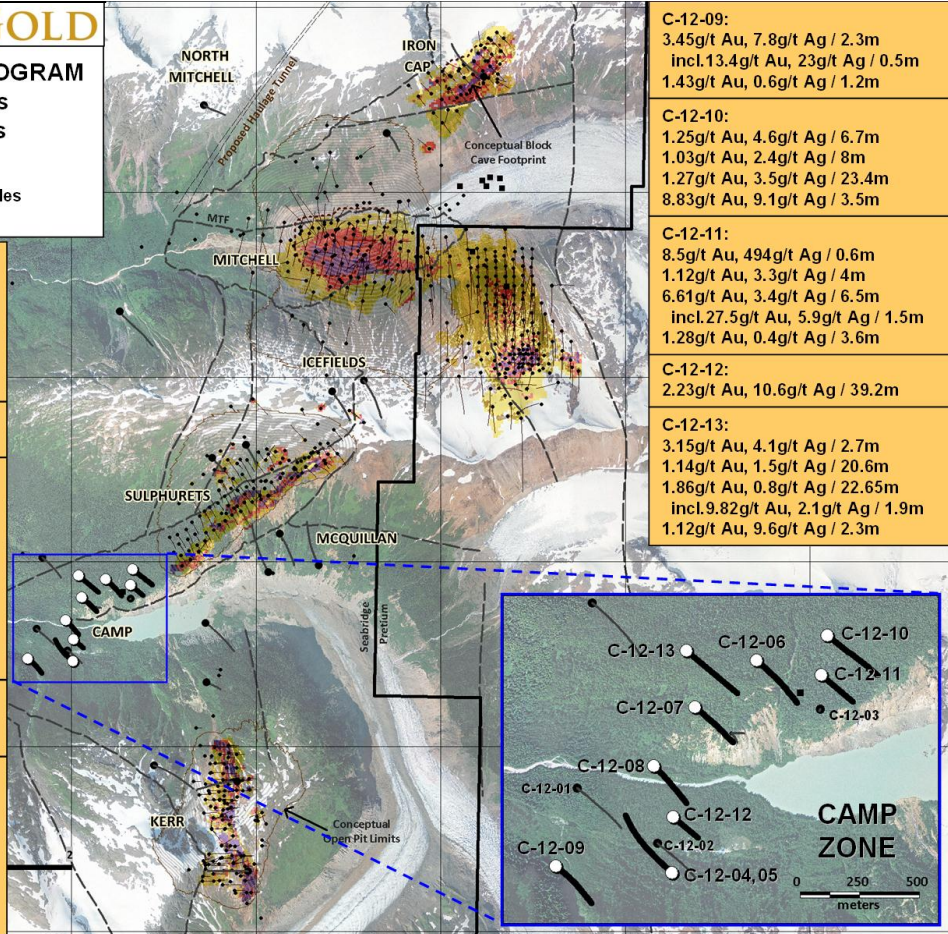 GOLD
OGRAM
s
s
les
C-12-09:
3.45g/t Au, 7.8g/t Ag / 2.3m
incl.13.4g/t Au, 23g/t Ag / 0.5m
1.43g/t Au, 0.6g/t Ag / 1.2m
C-12-10:
1.25g/t Au, 4.6g/t Ag / 6.7m
1.03g/t Au, 2.4g/t Ag / 8m
1.27g/t Au, 3.5g/t Ag / 23.4m
8.83g/t Au, 9.1g/t Ag / 3.5m
C-12-11:
8.5g/t Au, 494g/t Ag / 0.6m
1.12g/t Au, 3.3g/t Ag / 4m
6.61g/t Au, 3.4g/t Ag / 6.5m
incl.27.5g/t Au, 5.9g/t Ag / 1.5m
1.28g/t Au, 0.4g/t Ag / 3.6m
C-12-12:
2.23g/t Au, 10.6g/t Ag / 39.2m
C-12-13:
3.15g/t Au, 4.1g/t Ag / 2.7m
1.14g/t Au, 1.5g/t Ag / 20.6m
1.86g/t Au, 0.8g/t Ag / 22.65m
incl.9.82g/t Au, 2.1g/t Ag / 1.9m
1.12g/t Au, 9.6g/t Ag / 2.3m
NORTH
MITCHELL
IRON
CAP
Proposed Haulage Tunnel
Conceptual Block
Cave Footprint
MTF
MITCHELL
ICEFIELDS
SULPHURETS
MCQUILLAN
CAMP
Seabridge
Pretium
KERR
Conceptual
Open Pit Limits
2
C-12-13
C-12-06
C-12-10
C-12-11
C-12-07
C-12-03
C-12-08
C-12-01
C-12-12
C-12-02
C-12-09
C-12-04,05
CAMP
ZONE
0 250 500
meters